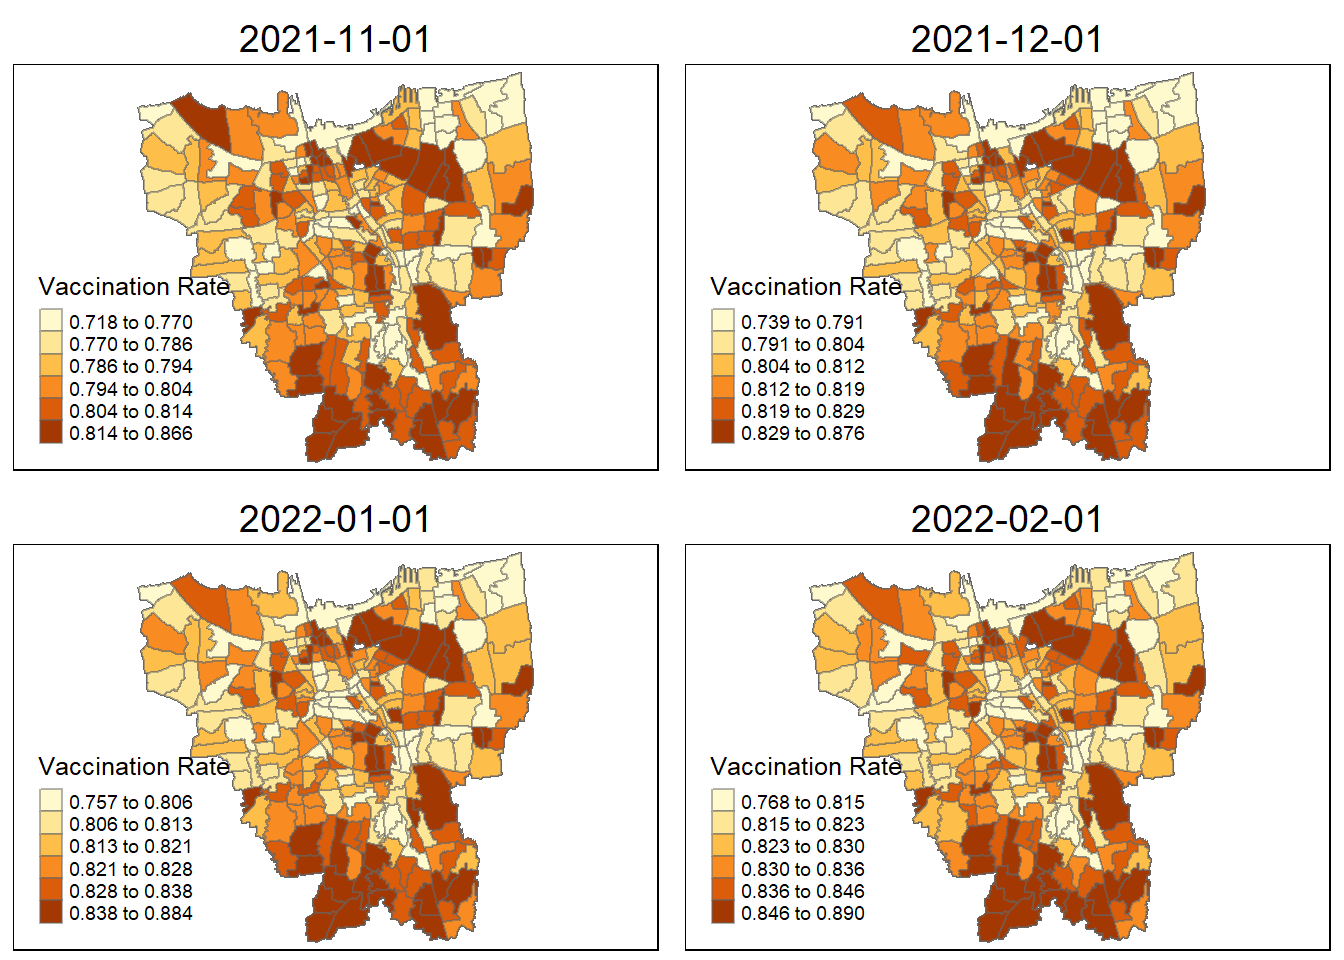 2021-11-01
Vaccination Rate
0.718 to 0.770
0.770 to 0.786
0.786 to 0.794
0.794 to 0.804
0.804 to 0.814
0.814 to 0.866
2021-12-01
Vaccination Rate
0.739 to 0.791
0.791 to 0.804
0.804 to 0.812
0.812 to 0.819
0.819 to 0.829
0.829 to 0.876
2022-01-01
Vaccination Rate
0.757 to 0.806
0.806 to 0.813
0.813 to 0.821
0.821 to 0.828
0.828 to 0.838
0.838 to 0.884
2022-02-01
Vaccination Rate
0.768 to 0.815
0.815 to 0.823
0.823 to 0.830
0.830 to 0.836
0.836 to 0.846
0.846 to 0.890